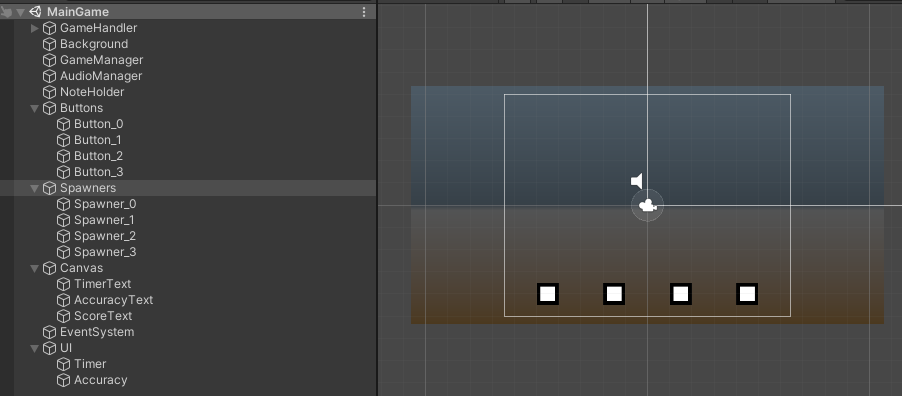 MainGame
GameHandler
Background
GameManager
AudioManager
NoteHolder
Buttons
Button_0
Button_1
Button_2
Button_3
Spawners
Spawner_0
Spawner_1
Spawner_2
Spawner_3
Canvas
TimerText
AccuracyText
ScoreText
EventSystem
UI
Timer
Accuracy